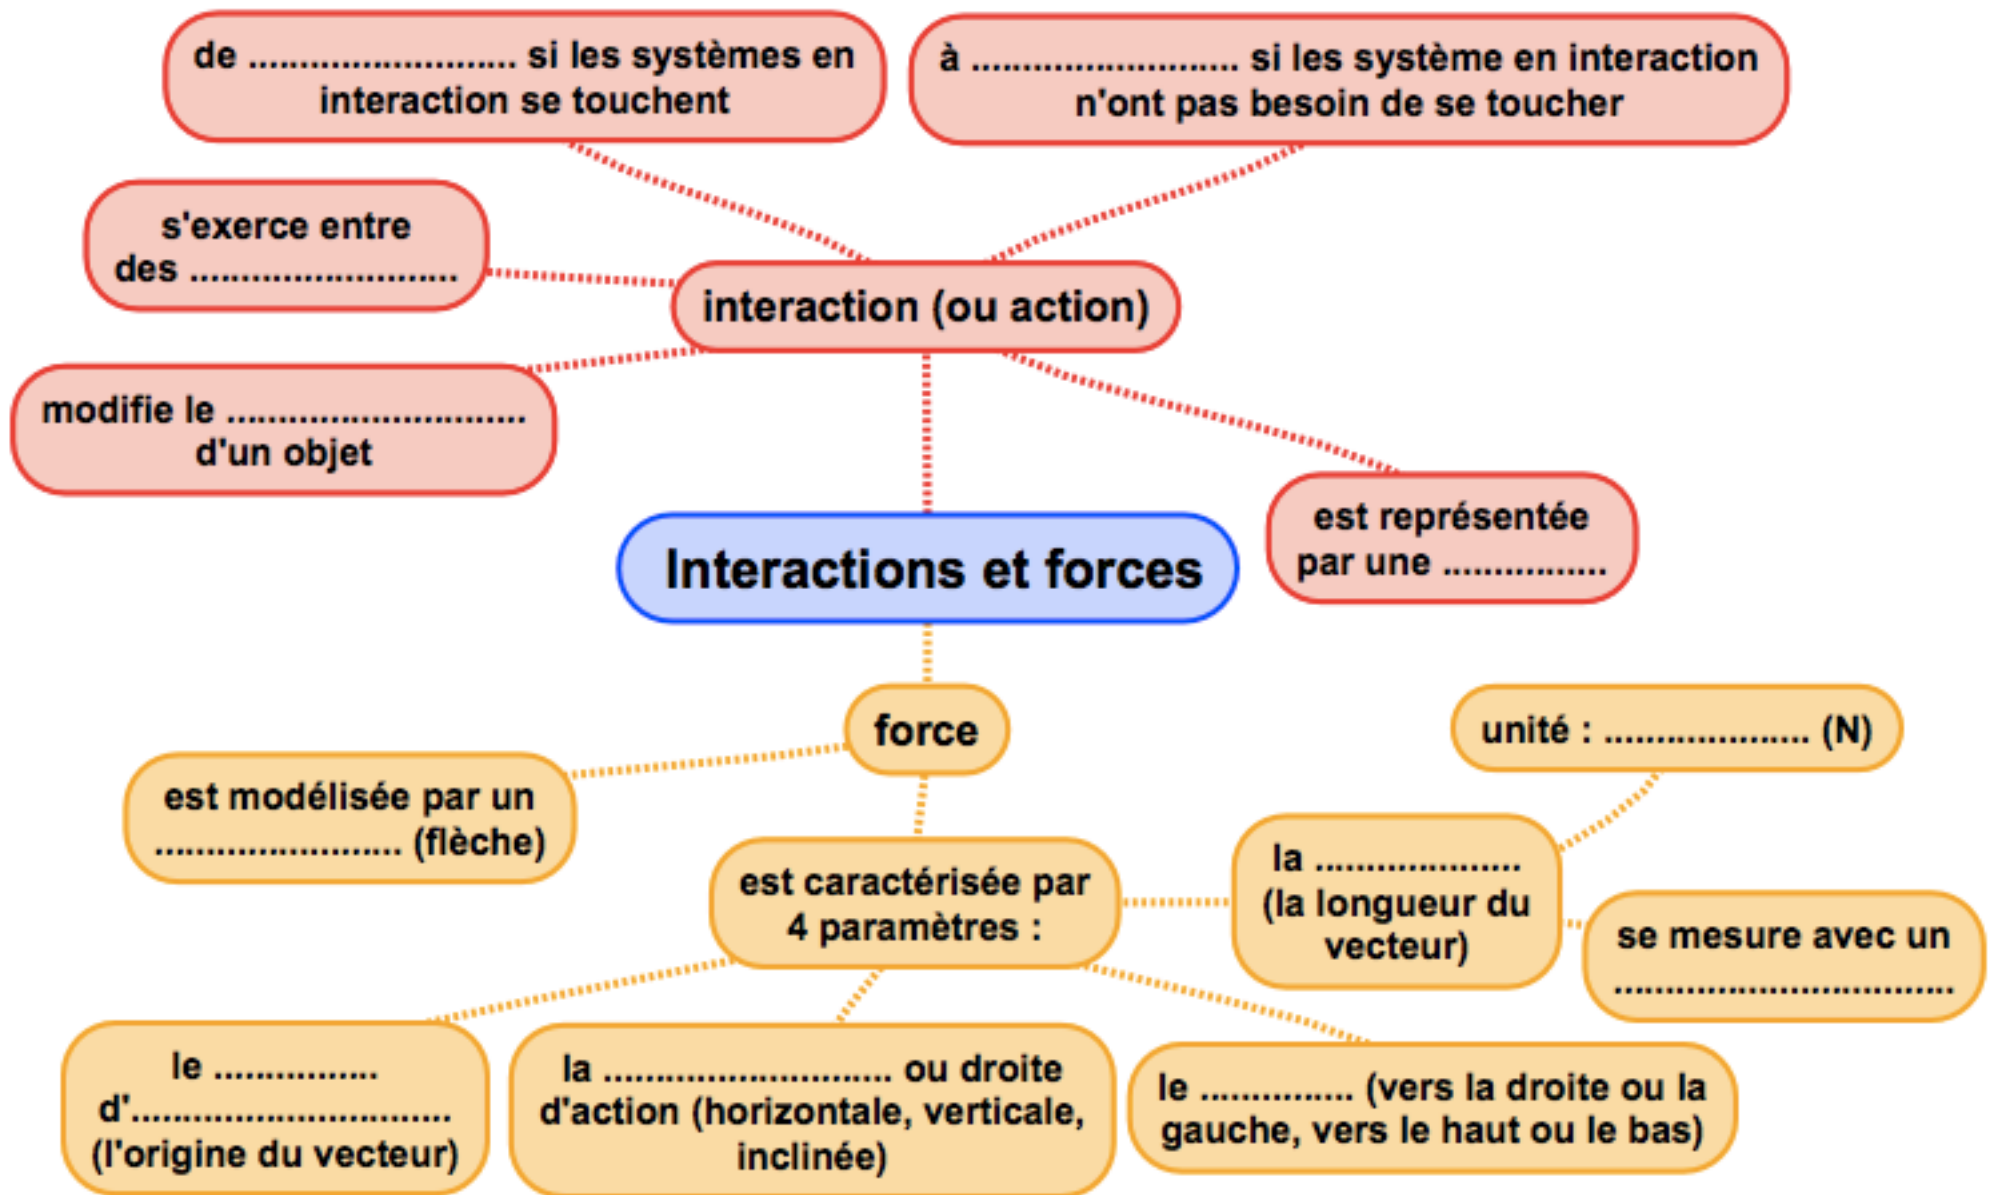 de .......................... si les systèmes en
interaction se touchent
à .......................... si les système en interaction
n'ont pas besoin de se toucher
s'exerce entre
des ..........................
interaction (ou action)
modifie le .............................
d'un objet
est représentée
par une ................
Interactions et forces
force
unité : .................... (N)
est modélisée par un
........................ (flèche)
est caractérisée par
4 paramètres :
la ....................
(la longueur du
vecteur)
se mesure avec un
.................................
le ................
d'...............................
(l'origine du vecteur)
la ............................ ou droite
d'action (horizontale, verticale,
inclinée)
le ............... (vers la droite ou la
gauche, vers le haut ou le bas)